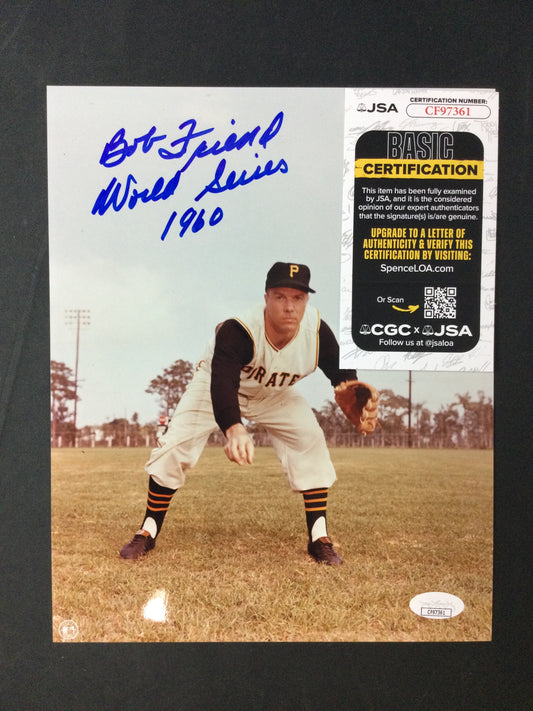 Bob Friend
World Series
1960
JSA
CERTIFICATION NUMBER:
CF97361
BASIC
CERTIFICATION
This item has been fully examined
by JSA, and it is the considered
opinion of our expert authenticators
that the signature(s) is/are genuine.
UPGRADE TO A LETTER OF
AUTHENTICITY & VERIFY THIS
CERTIFICATION BY VISITING:
SpenceLOA.com
Or Scan
CGC x JSA
Follow us at @jsaloa
P
PIRATE
CF97361